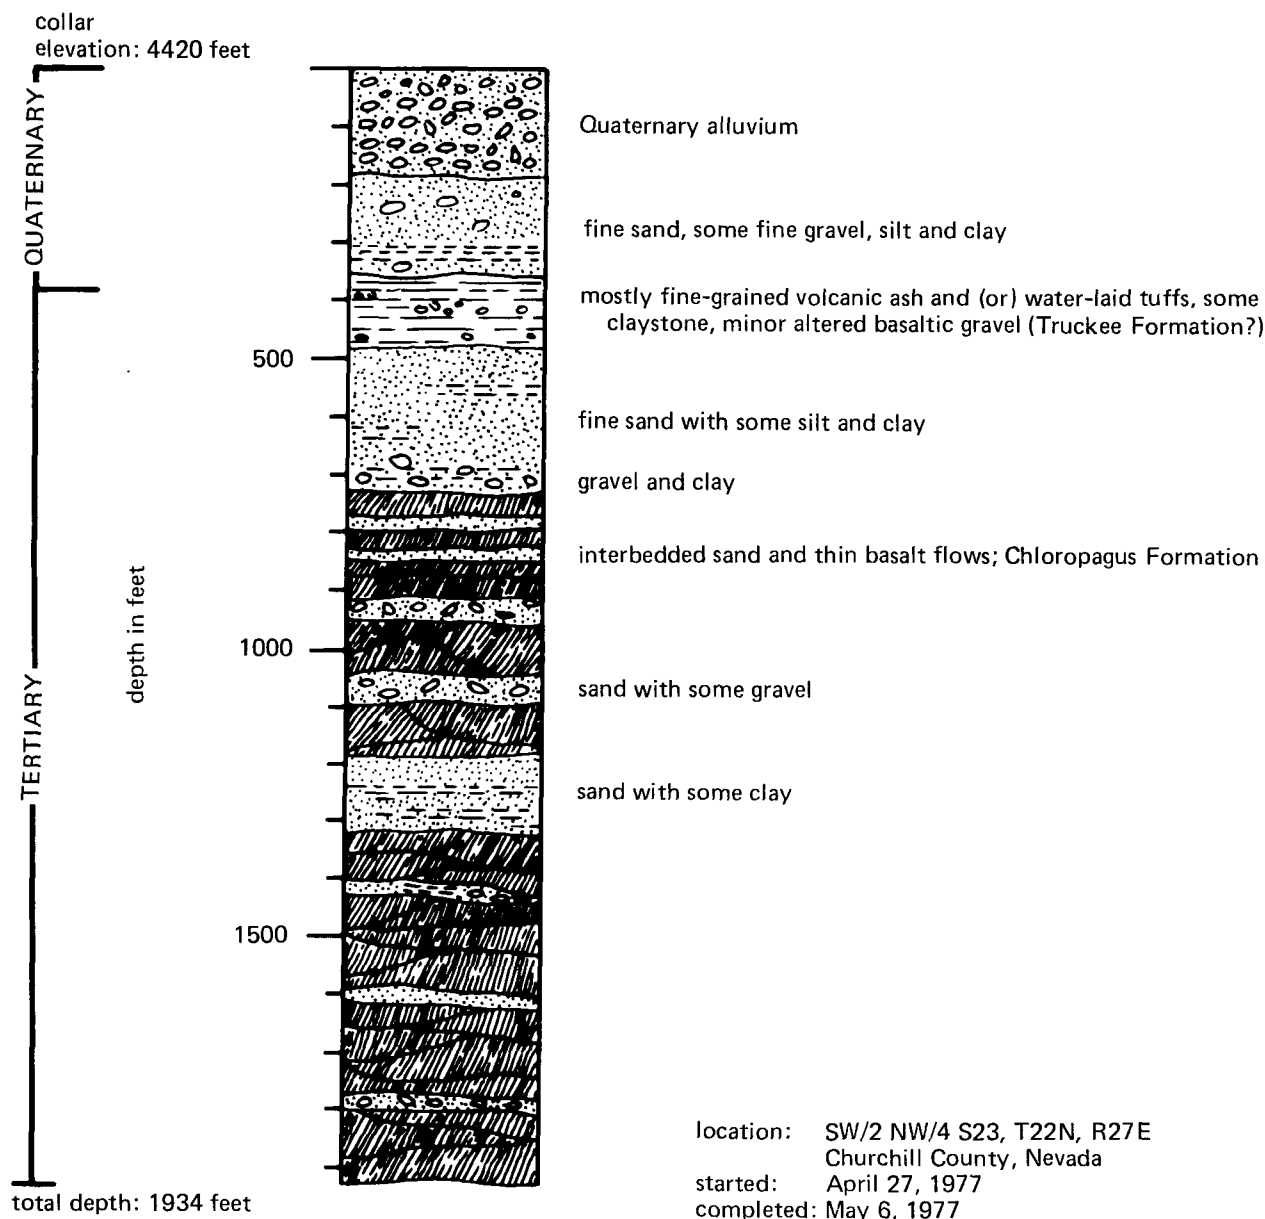 collar
elevation: 4420 feet
QUATERNARY
Quaternary alluvium
fine sand, some fine gravel, silt and clay
mostly fine-grained volcanic ash and (or) water-laid tuffs, some
claystone, minor altered basaltic gravel (Truckee Formation?)
500
fine sand with some silt and clay
gravel and clay
interbedded sand and thin basalt flows; Chloropagus Formation
depth in feet
1000
TERTIARY
sand with some gravel
sand with some clay
1500
total depth: 1934 feet
location: SW/2 NW/4 S23, T22N, R27E
Churchill County, Nevada
started: April 27, 1977
completed: May 6, 1977